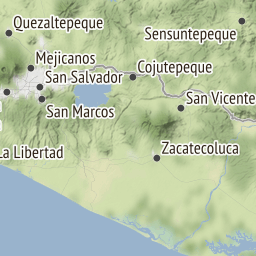 Quezaltepeque
Sensuntepeque
Mejicanos
Cojutepeque
San Salvador
San Vicente
San Marcos
La Libertad
Zacatecoluca